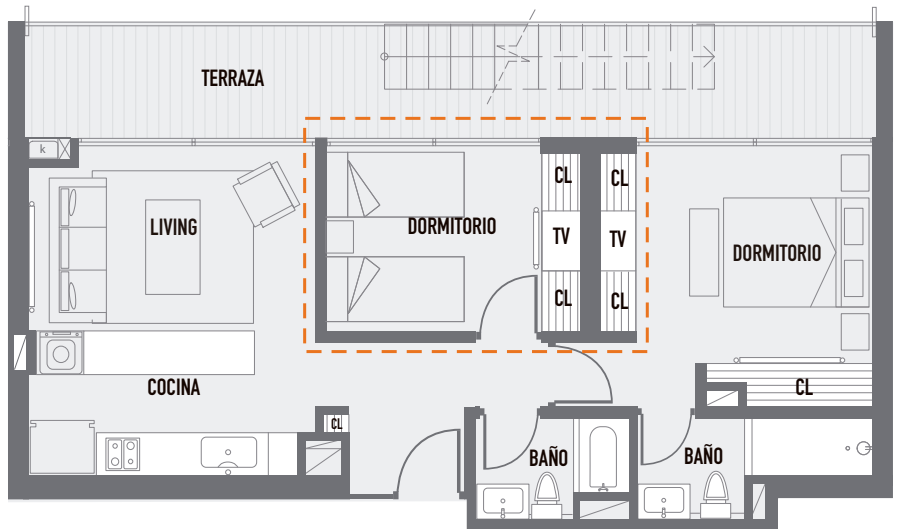 TERRAZA
k
CL
CL
LIVING
DORMITORIO
TV
TV
DORMITORIO
CL
CL
COCINA
CL
CL
BAÑO
BAÑO